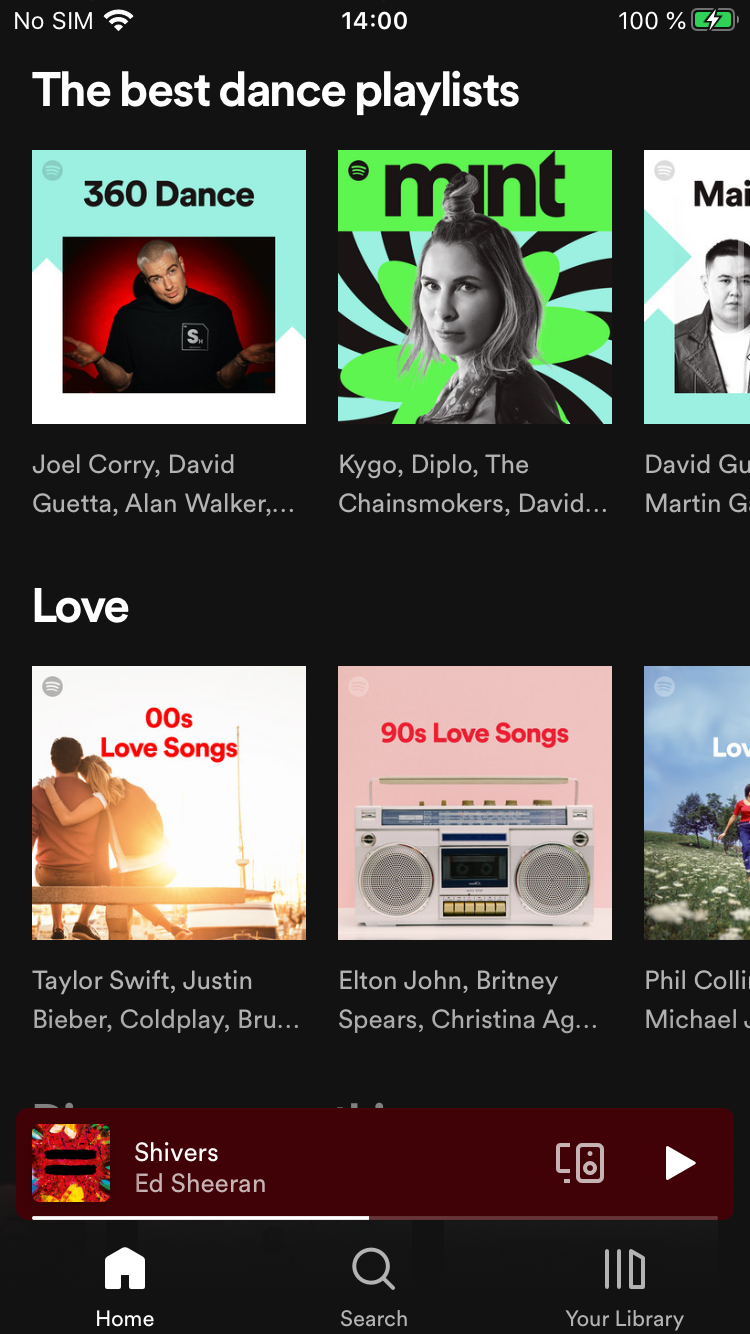 No SIM 14:00 100 %
The best dance playlists
360 Dance
mint
Mai
S
H
Joel Corry, David
Guetta, Alan Walker,...
Kygo, Diplo, The
Chainsmokers, David...
David Gu
Martin Ga
Love
00s
Love Songs
90s Love Songs
Lov
Taylor Swift, Justin
Bieber, Coldplay, Bru...
Elton John, Britney
Spears, Christina Ag...
Phil Colli
Michael J
Shivers
Ed Sheeran
Home
Search
Your Library